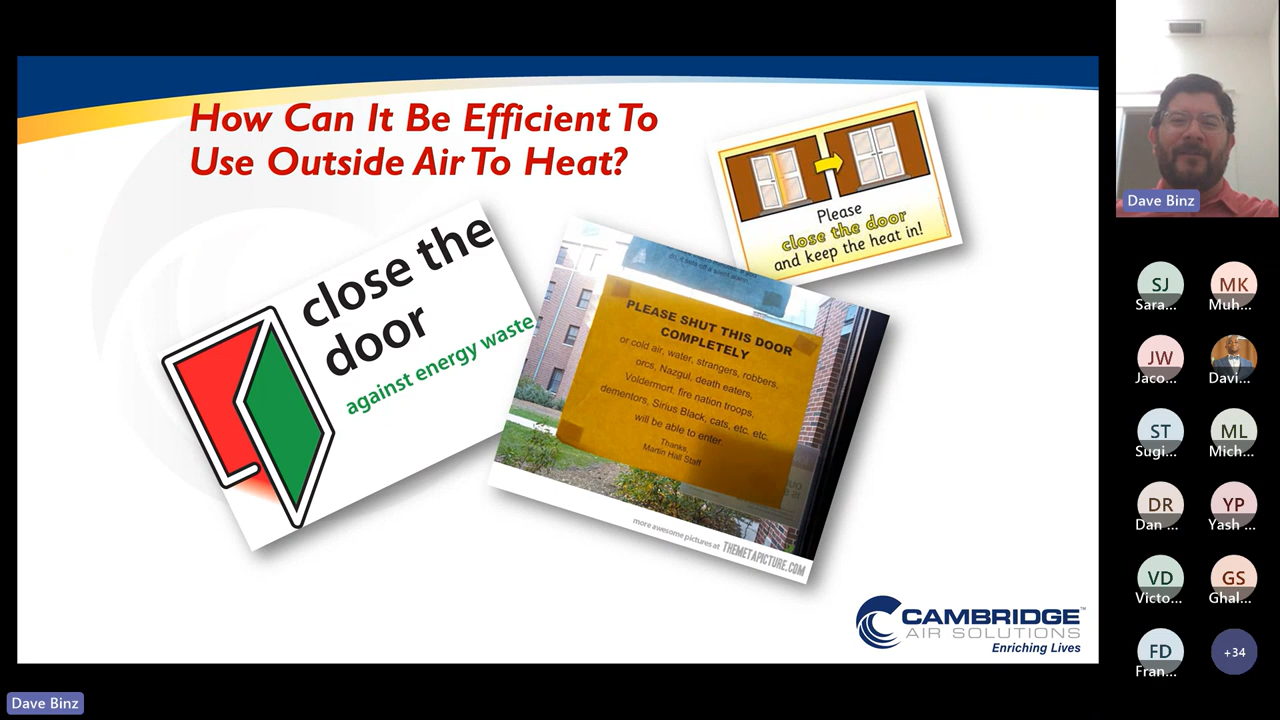 How Can It Be Efficient To
Use Outside Air To Heat?
Please
close the door
and keep the heat in!
close the
door
against energy waste
PLEASE SHUT THIS DOOR
COMPLETELY
or cold air, water, strangers, robbers,
orcs, Nazgul, death eaters,
Voldermort, fire nation troops,
dementors, Sirius Black, cats, etc. etc.
will be able to enter.
Thanks,
Martin Hall Staff
more awesome pictures at THEMETAPICTURE.COM
CAMBRIDGE™
AIR SOLUTIONS
Enriching Lives
Dave Binz
SJ
Sara...
MK
Muh...
JW
Jaco...
Davi...
ST
Sugi...
ML
Mich...
DR
Dan ...
YP
Yash ...
VD
Victo...
GS
Ghal...
FD
Fran...
+34
Dave Binz